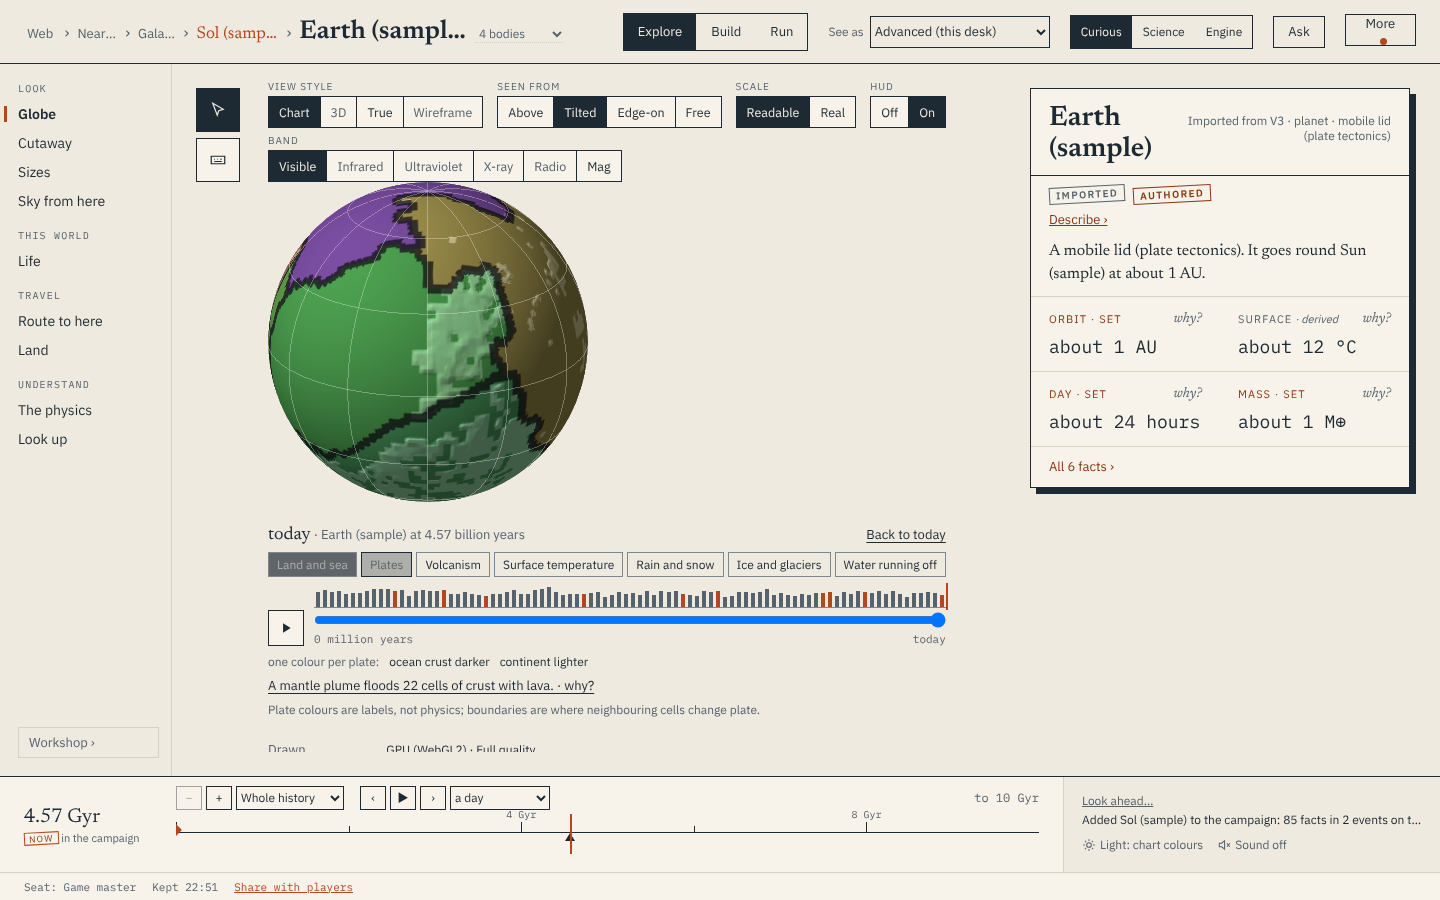 Web › Near... › Gala... › Sol (samp... › Earth (sampl... 4 bodies
Explore Build Run
See as Advanced (this desk)
Curious Science Engine
Ask
More
LOOK
Globe
Cutaway
Sizes
Sky from here
THIS WORLD
Life
TRAVEL
Route to here
Land
UNDERSTAND
The physics
Look up
Workshop ›
VIEW STYLE
Chart 3D True Wireframe
SEEN FROM
Above Tilted Edge-on Free
SCALE
Readable Real
HUD
Off On
BAND
Visible Infrared Ultraviolet X-ray Radio Mag
today · Earth (sample) at 4.57 billion years
Back to today
Land and sea Plates Volcanism Surface temperature Rain and snow Ice and glaciers Water running off
0 million years today
one colour per plate: ocean crust darker continent lighter
A mantle plume floods 22 cells of crust with lava. · why?
Plate colours are labels, not physics; boundaries are where neighbouring cells change plate.
Drawn GPU (WebGL2) · Full quality
Earth (sample)
Imported from V3 · planet · mobile lid
(plate tectonics)
IMPORTED AUTHORED
Describe ›
A mobile lid (plate tectonics). It goes round Sun
(sample) at about 1 AU.
ORBIT · SET why?
about 1 AU
SURFACE · derived why?
about 12 °C
DAY · SET why?
about 24 hours
MASS · SET why?
about 1 M⊕
All 6 facts ›
4.57 Gyr
NOW in the campaign
− + Whole history ‹ › a day
to 10 Gyr
4 Gyr 8 Gyr
Look ahead...
Added Sol (sample) to the campaign: 85 facts in 2 events on t...
Light: chart colours Sound off
Seat: Game master Kept 22:51 Share with players